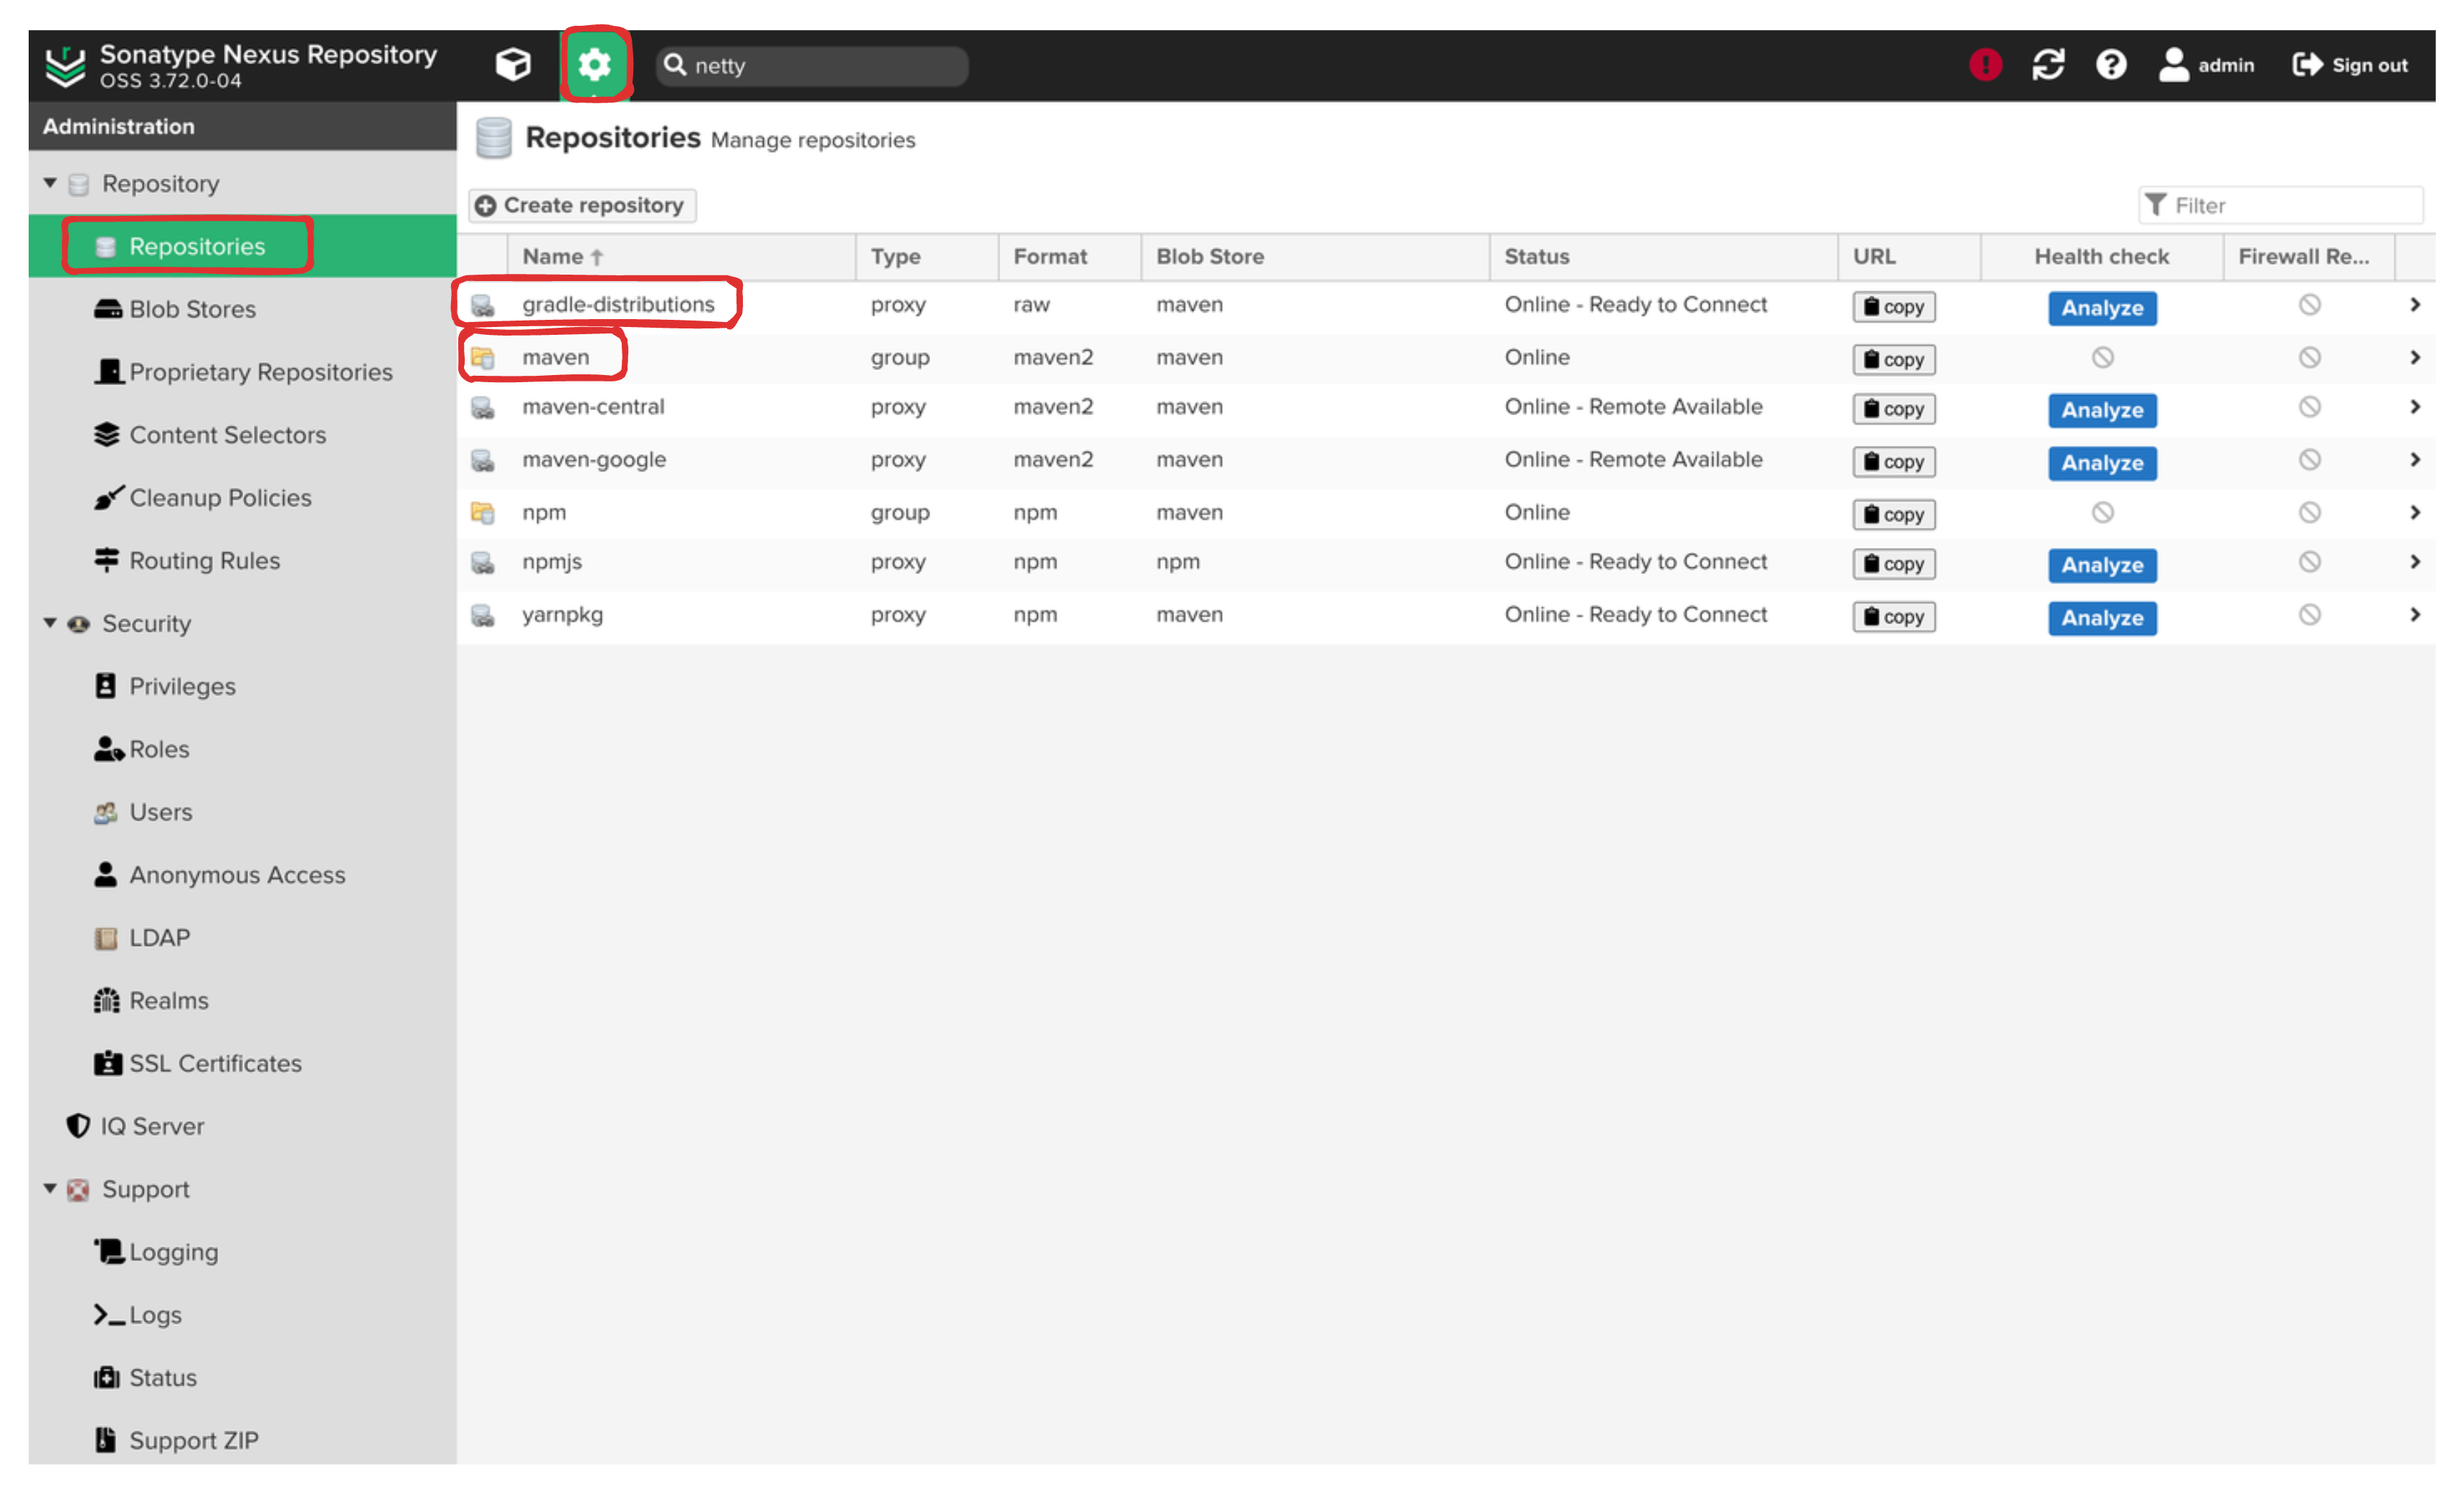 Sonatype Nexus Repository
OSS 3.72.0-04
netty
admin
Sign out
Administration
Repository
Repositories
Blob Stores
Proprietary Repositories
Content Selectors
Cleanup Policies
Routing Rules
Security
Privileges
Roles
Users
Anonymous Access
LDAP
Realms
SSL Certificates
IQ Server
Support
Logging
Logs
Status
Support ZIP
Repositories Manage repositories
Create repository
Filter
Name Type Format Blob Store Status URL Health check Firewall Re...
gradle-distributions proxy raw maven Online - Ready to Connect copy Analyze
maven group maven2 maven Online copy
maven-central proxy maven2 maven Online - Remote Available copy Analyze
maven-google proxy maven2 maven Online - Remote Available copy Analyze
npm group npm maven Online copy
npmjs proxy npm npm Online - Ready to Connect copy Analyze
yarnpkg proxy npm maven Online - Ready to Connect copy Analyze